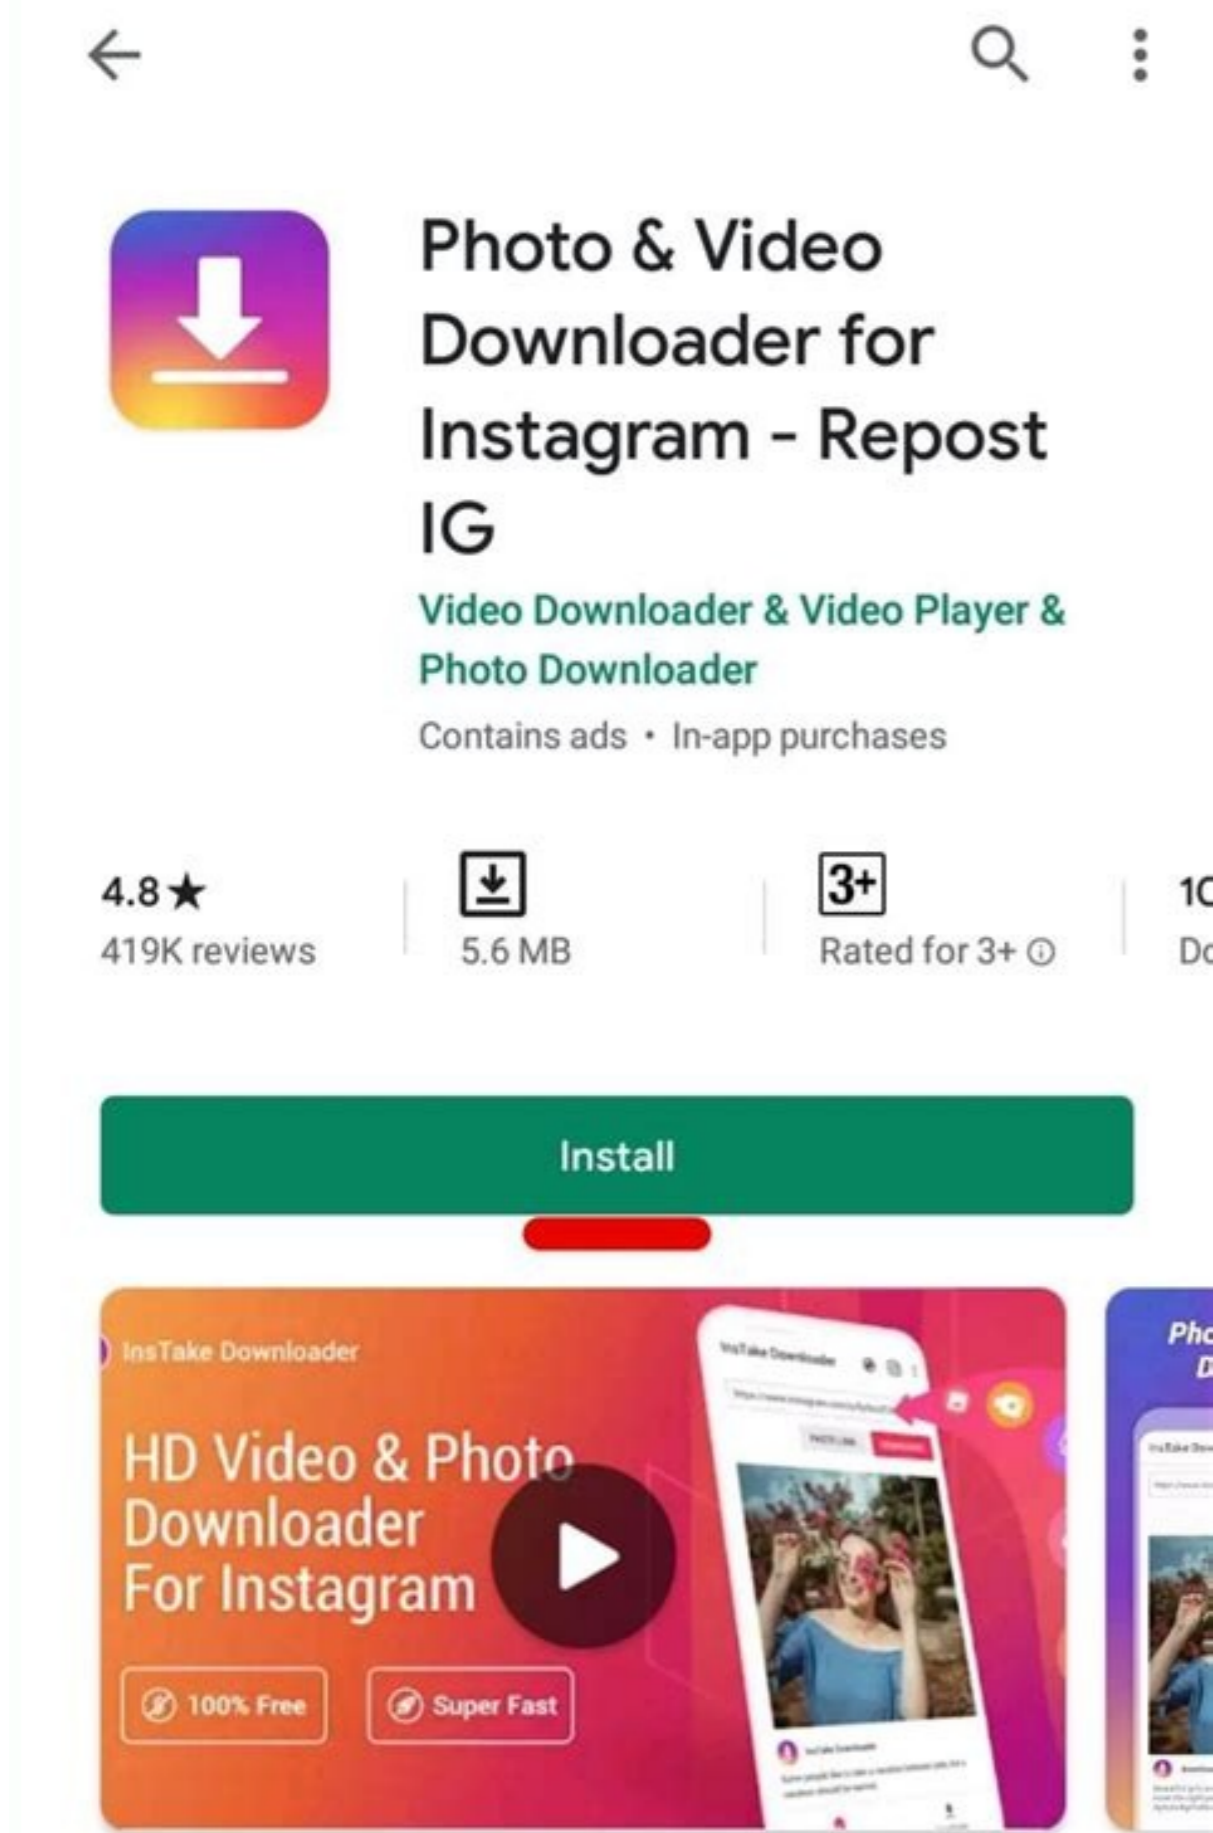 Photo & Video
Downloader for
Instagram - Repost
IG
Video Downloader & Video Player &
Photo Downloader
Contains ads • In-app purchases
4.8★
419K reviews
5.6 MB
3+
Rated for 3+
Install
InsTake Downloader
HD Video & Photo
Downloader
For Instagram
100% Free
Super Fast
InsTake Downloader